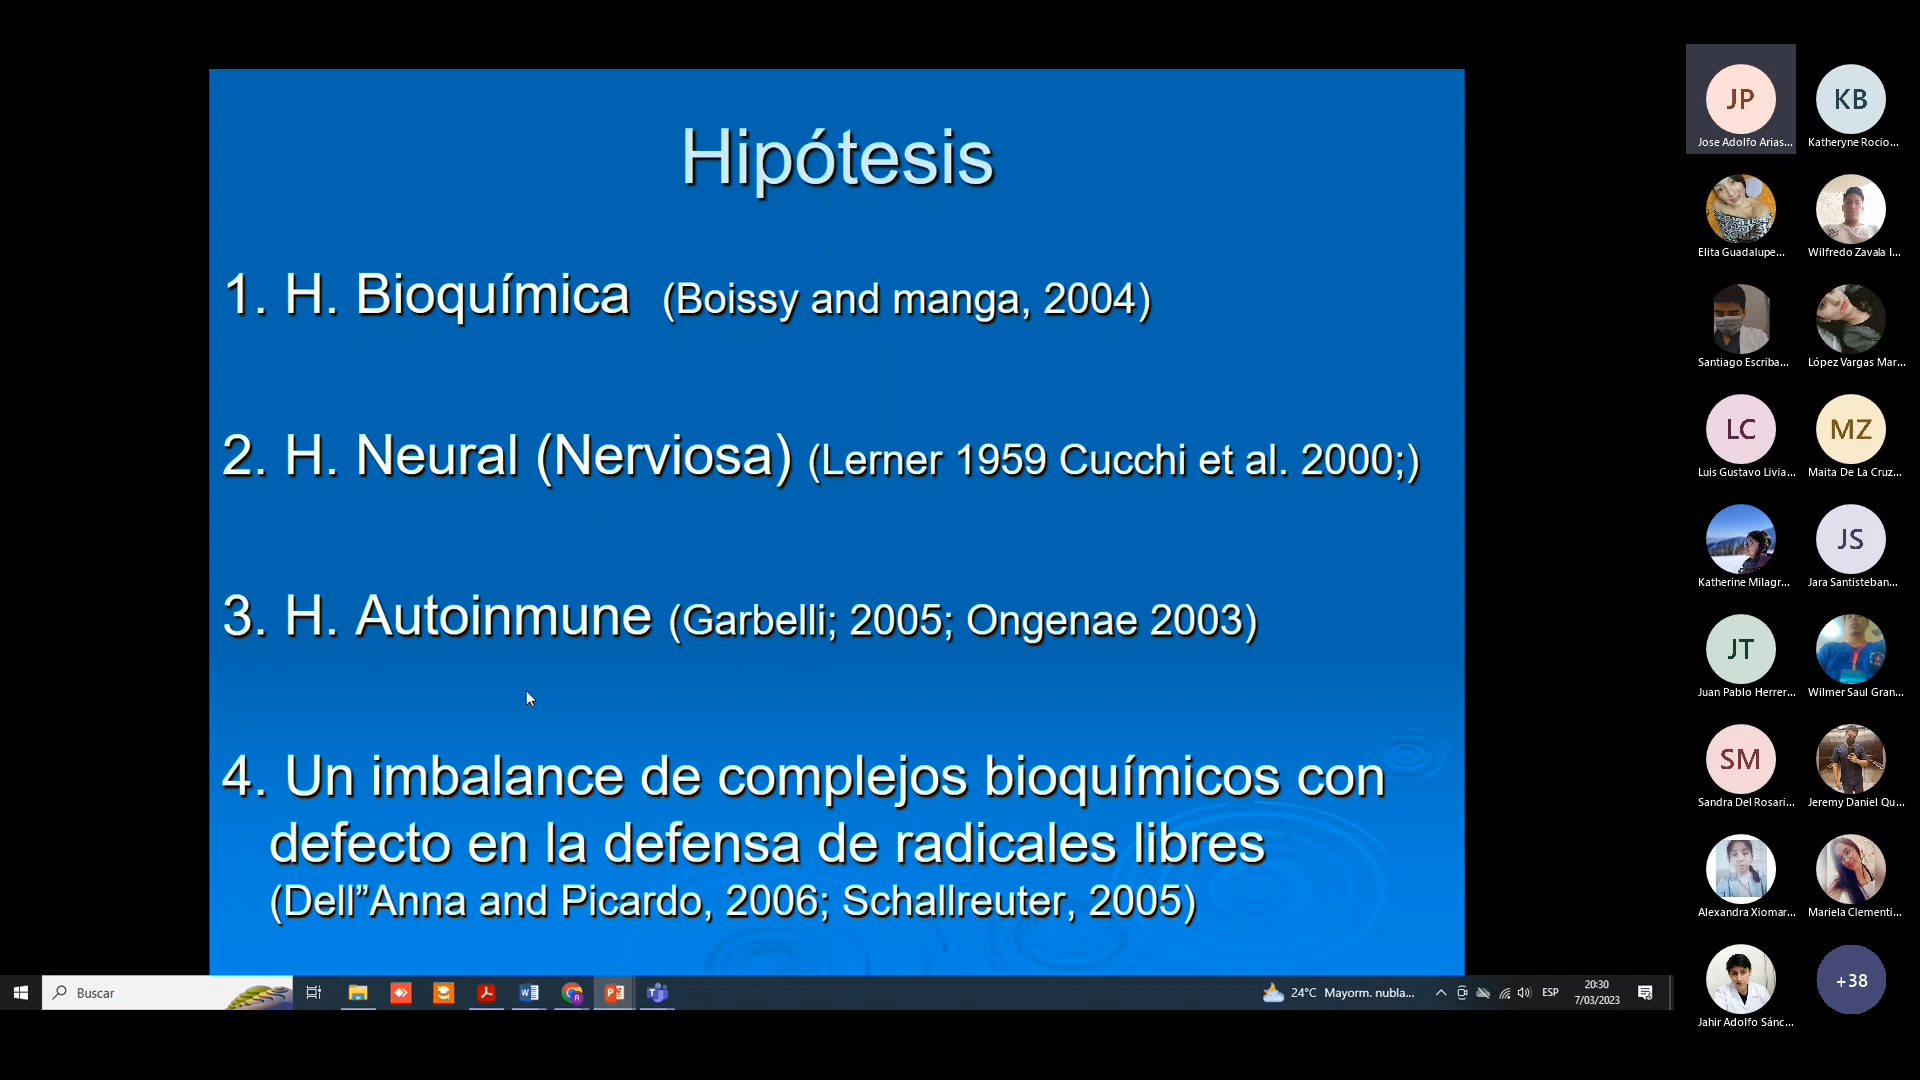 Hipótesis
1. H. Bioquímica (Boissy and manga, 2004)
2. H. Neural (Nerviosa) (Lerner 1959 Cucchi et al. 2000;)
3. H. Autoinmune (Garbelli; 2005; Ongenae 2003)
4. Un imbalance de complejos bioquímicos con
defecto en la defensa de radicales libres
(Dell”Anna and Picardo, 2006; Schallreuter, 2005)
JP
KB
Jose Adolfo Arias...
Katheryne Rocio...
Elita Guadalupe...
Wilfredo Zavala I...
Santiago Escriba...
López Vargas Mar...
LC
MZ
Luis Gustavo Livia...
Maita De La Cruz...
JS
Katherine Milagr...
Jara Santisteban...
JT
Juan Pablo Herrer...
Wilmer Saul Gran...
SM
Sandra Del Rosari...
Jeremy Daniel Qu...
Alexandra Xiomar...
Mariela Clementi...
+38
Jahir Adolfo Sánc...
Buscar
24°C Mayorm. nubla...
ESP
20:30
7/03/2023